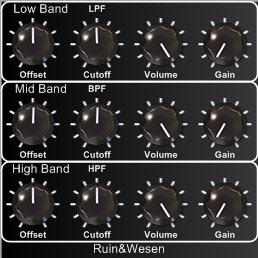 Low Band LPF
Offset Cutoff Volume Gain
Mid Band BPF
Offset Cutoff Volume Gain
High Band HPF
Offset Cutoff Volume Gain
Ruin&Wesen